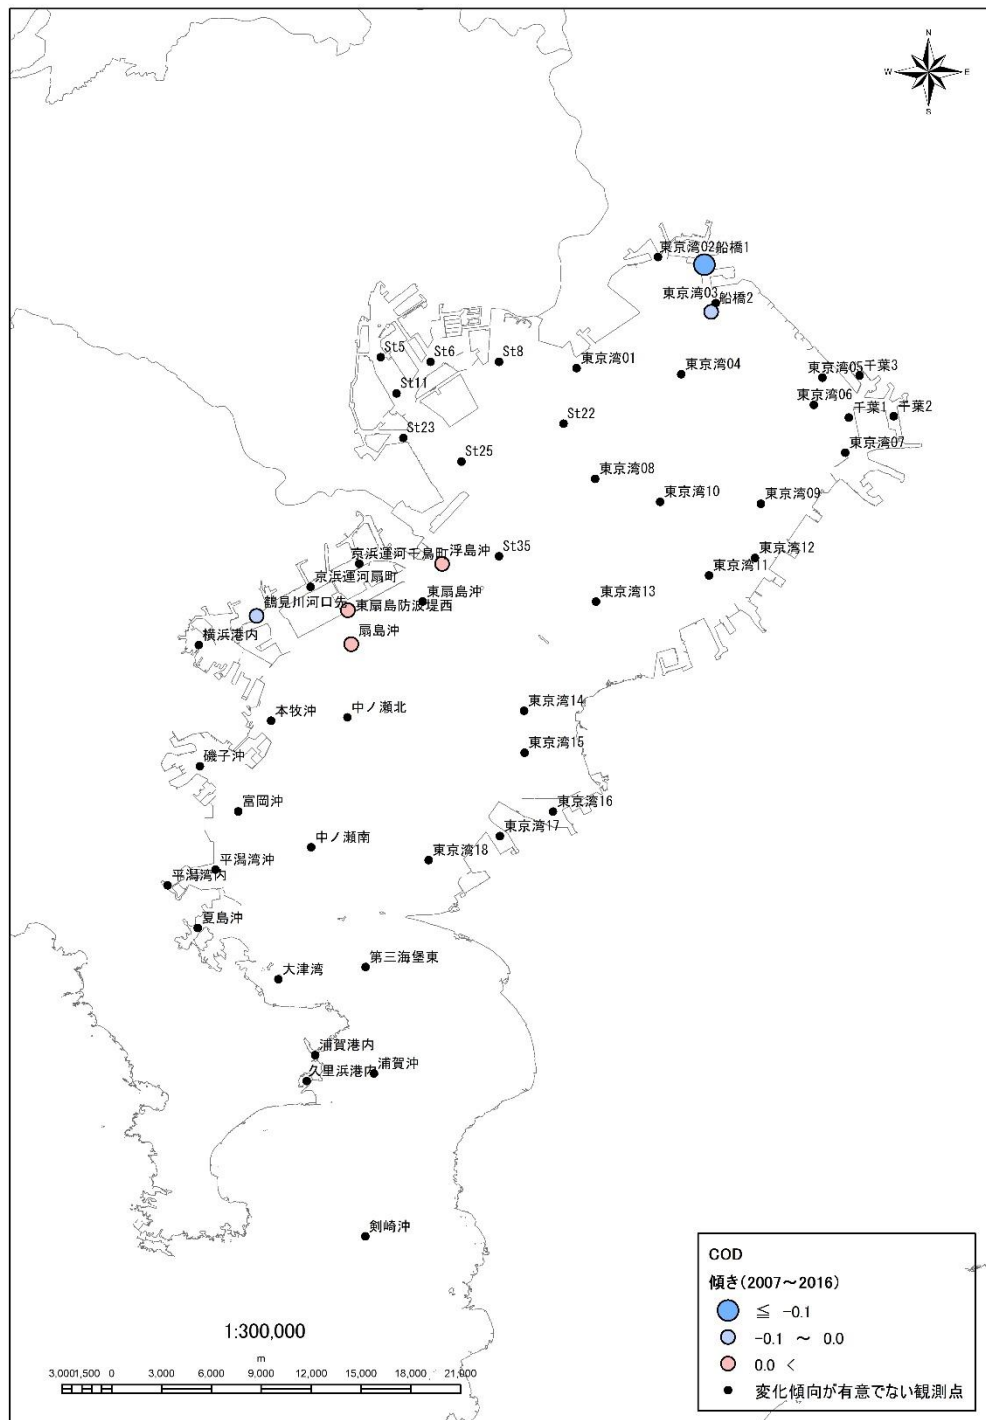 N
W E
S
東京湾02船橋1
東京湾03
船橋2
St5
St6
St8
東京湾01
東京湾04
東京湾05
千葉3
St11
東京湾06
千葉1
千葉2
St22
St23
東京湾07
St25
東京湾08
東京湾10
東京湾09
St35
東京湾12
京浜運河千鳥町
浮島沖
東京湾11
京浜運河扇町
鶴見川河口先
東扇島防波堤西
東扇島沖
東京湾13
扇島沖
横浜港内
本牧沖
中ノ瀬北
東京湾14
東京湾15
磯子沖
富岡沖
東京湾16
中ノ瀬南
東京湾17
東京湾18
平潟湾沖
平潟湾内
夏島沖
第三海堡東
大津湾
浦賀港内
浦賀沖
久里浜港内
剣崎沖
1:300,000
m
3,000 1,500 0 3,000 6,000 9,000 12,000 15,000 18,000 21,000
COD
傾き(2007～2016)
≦ -0.1
-0.1 ～ 0.0
0.0 <
変化傾向が有意でない観測点